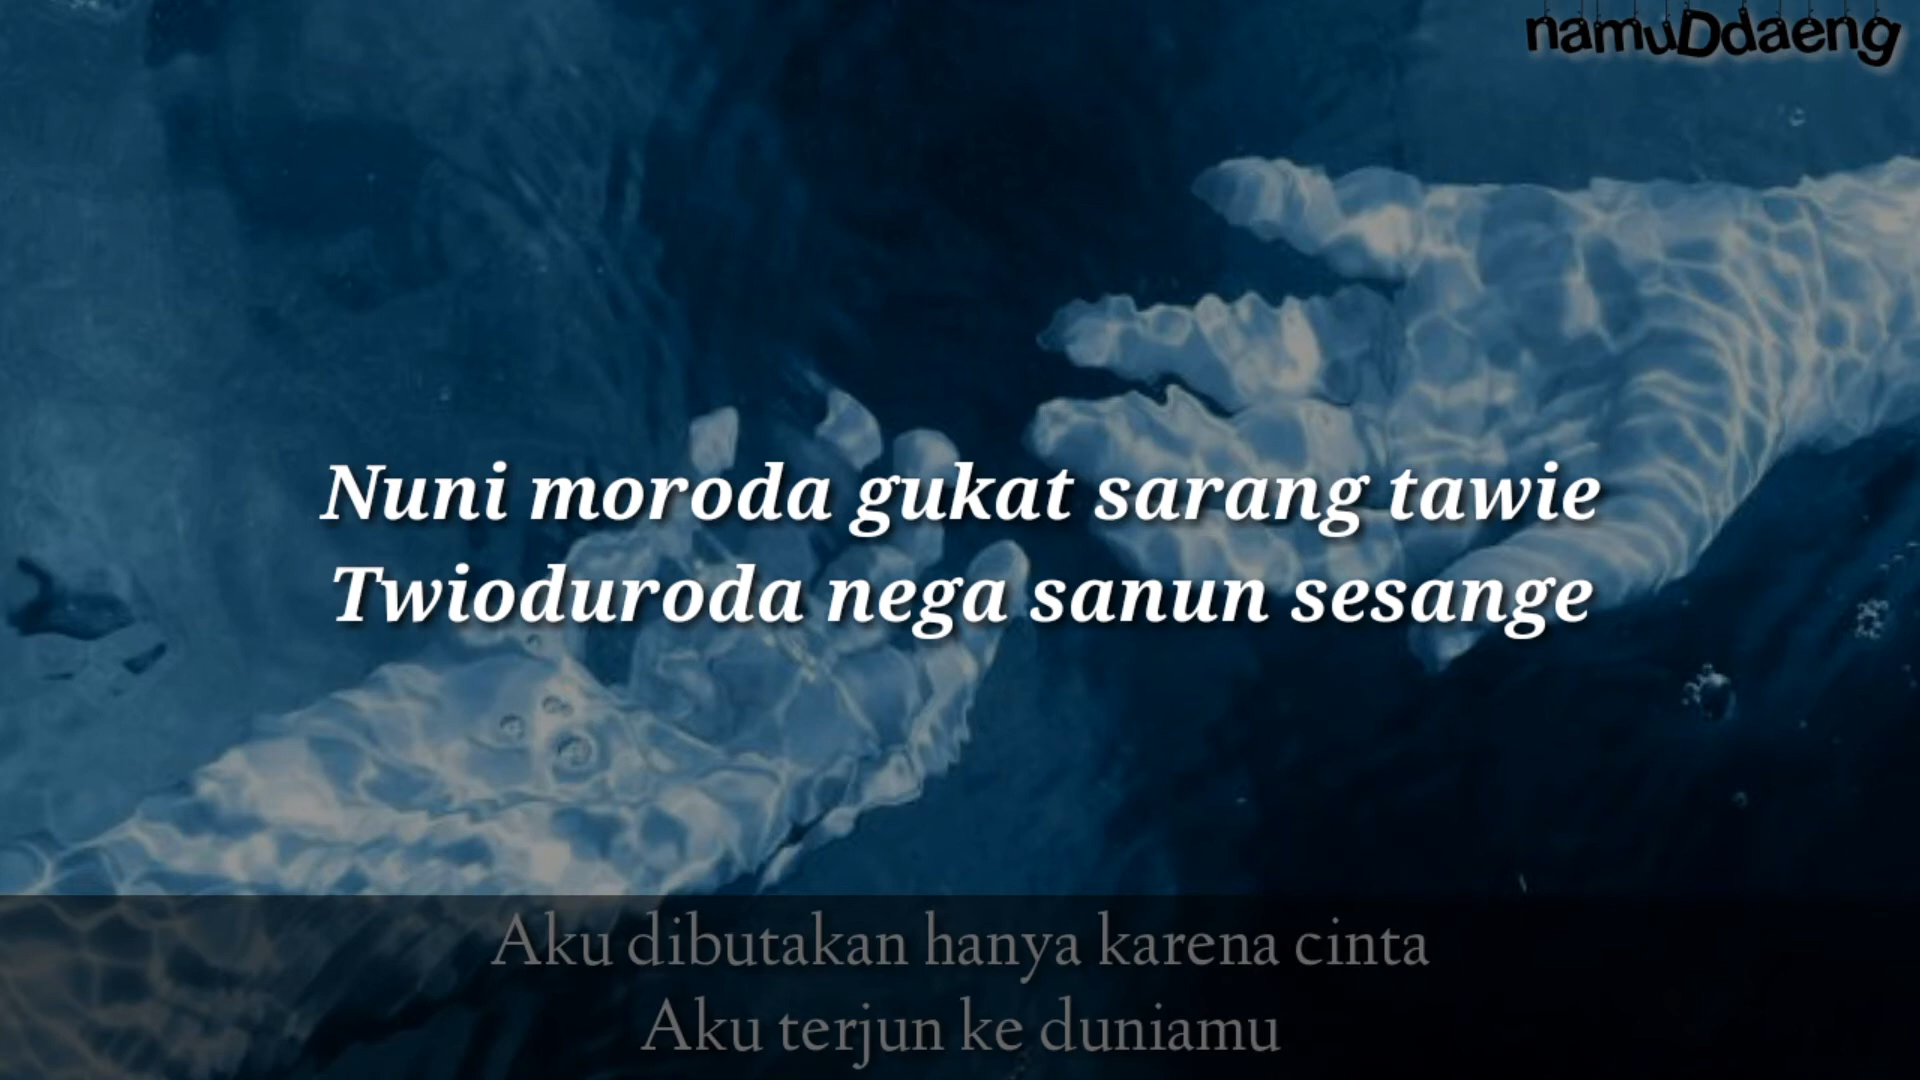 namuDdaeng
Nuni moroda gukat sarang tawie
Twioduroda nega sanun sesange
Aku dibutakan hanya karena cinta
Aku terjun ke duniamu